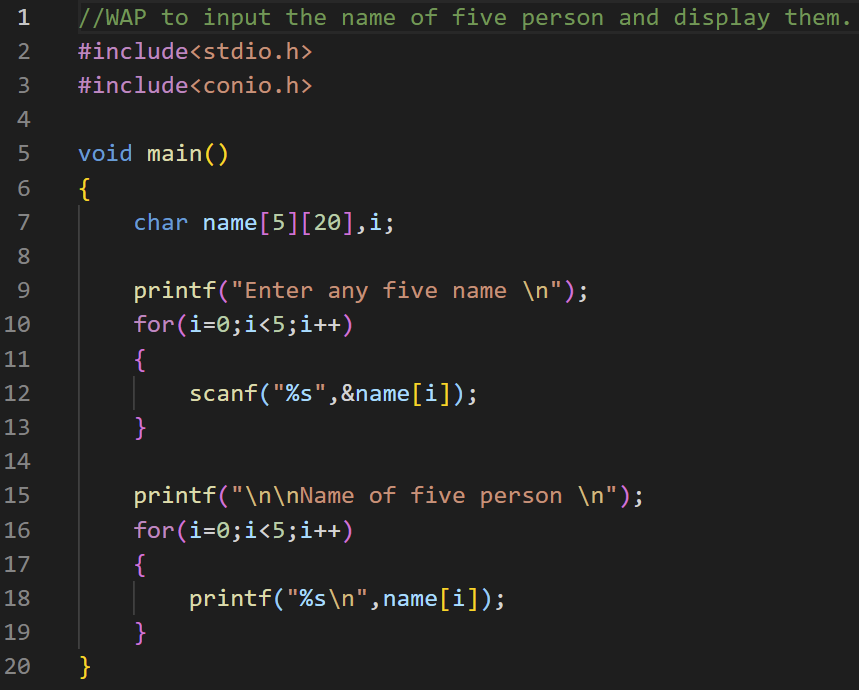 1 //WAP to input the name of five person and display them.
2 #include<stdio.h>
3 #include<conio.h>
4
5 void main()
6 {
7     char name[5][20],i;
8
9     printf("Enter any five name \n");
10     for(i=0;i<5;i++)
11     {
12         scanf("%s",&name[i]);
13     }
14
15     printf("\n\nName of five person \n");
16     for(i=0;i<5;i++)
17     {
18         printf("%s\n",name[i]);
19     }
20 }